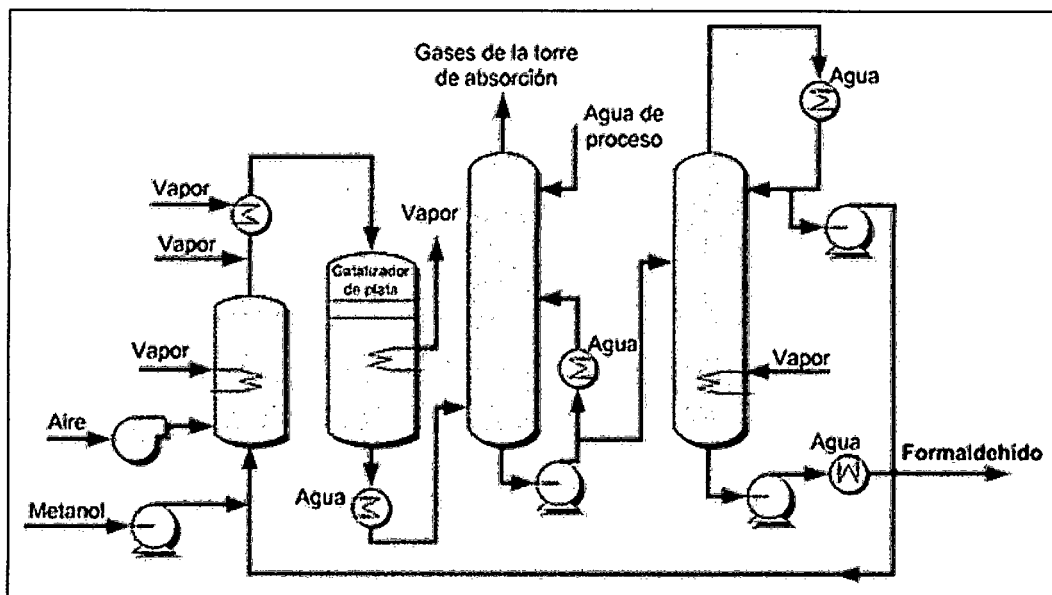 Gases de la torre
de absorción
Agua
Agua de
proceso
Vapor
Vapor
Vapor
Catalizador
de plata
Vapor
Agua
Vapor
Aire
Agua
Formaldehído
Agua
Metanol